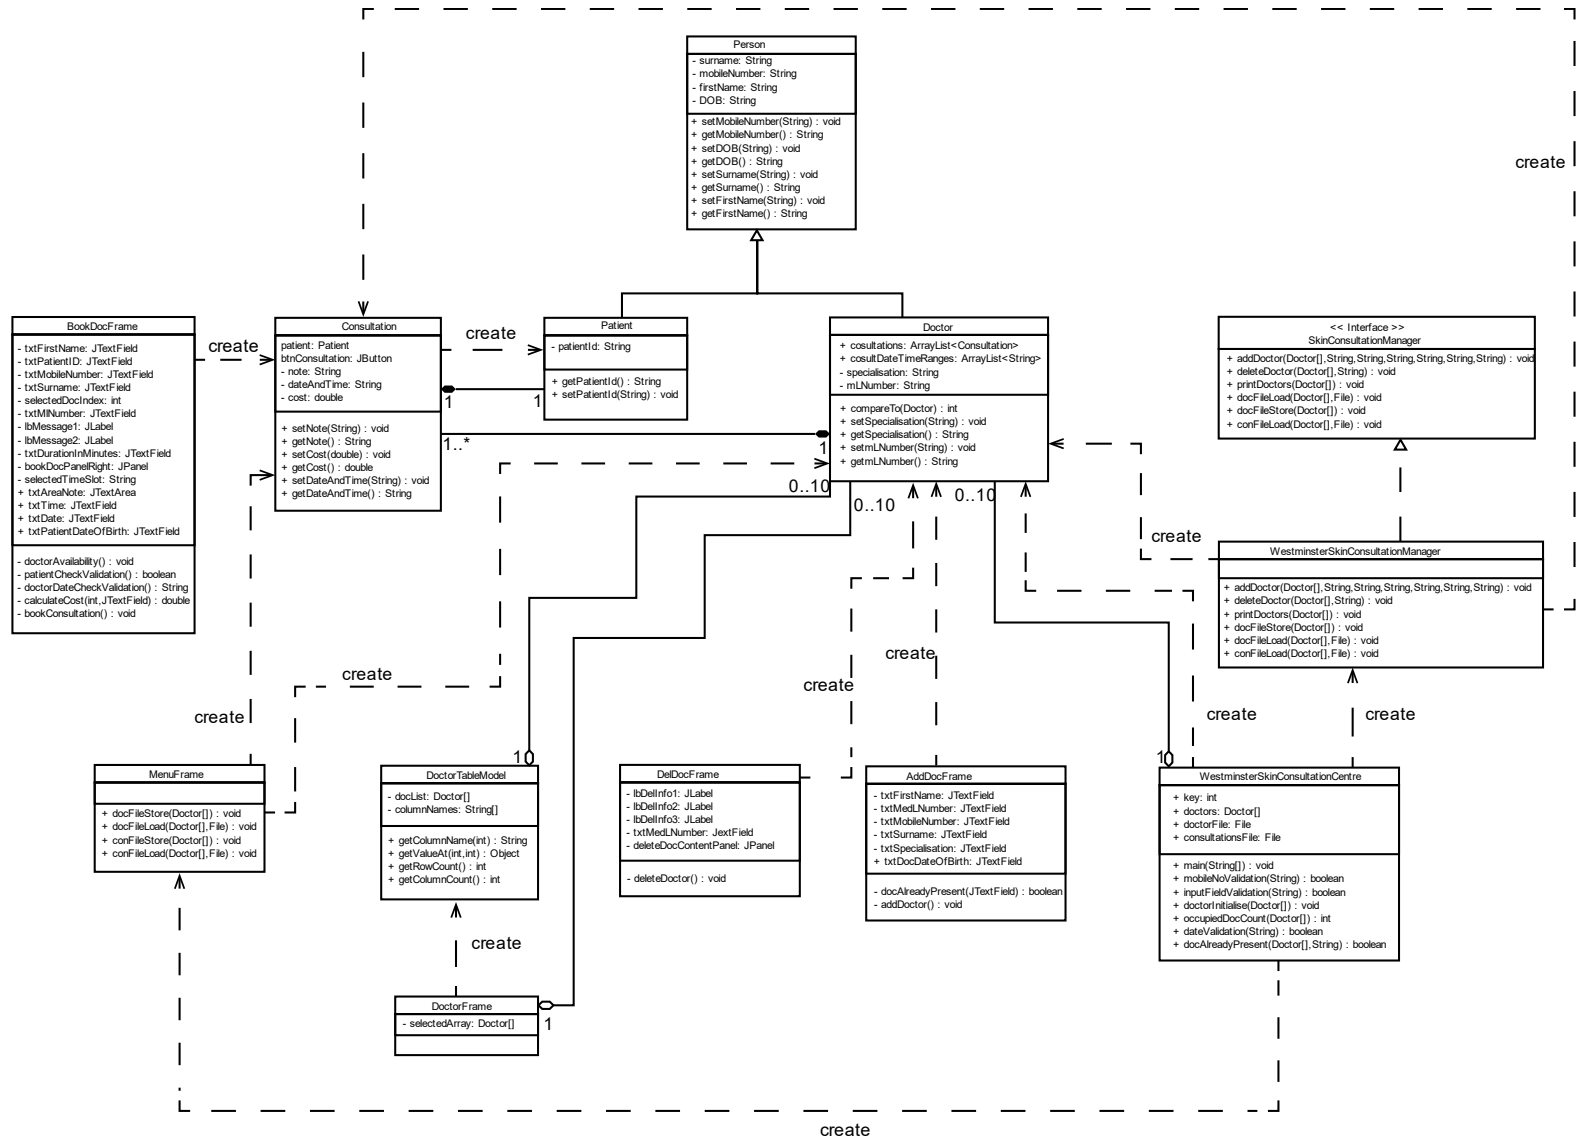 Person
- surname: String
- mobileNumber: String
- firstName: String
- DOB: String
+ setMobileNumber(String) : void
+ getMobileNumber() : String
+ setDOB(String) : void
+ getDOB() : String
+ setSurname(String) : void
+ getSurname() : String
+ setFirstName(String) : void
+ getFirstName() : String
create
BookDocFrame
- txtFirstName: JTextField
- txtPatientID: JTextField
- txtMobileNumber: JTextField
- txtSurname: JTextField
- selectedDocIndex: int
- txtMlNumber: JTextField
- lbMessage1: JLabel
- lbMessage2: JLabel
- txtDurationInMinutes: JTextField
- bookDocPanelRight: JPanel
- selectedTimeSlot: String
+ txtAreaNote: JTextArea
+ txtTime: JTextField
+ txtDate: JTextField
+ txtPatientDateOfBirth: JTextField
- doctorAvailability() : void
- patientCheckValidation() : boolean
- doctorDateCheckValidation() : String
- calculateCost(int,JTextField) : double
- bookConsultation() : void
create
Consultation
patient: Patient
btnConsultation: JButton
- note: String
- dateAndTime: String
- cost: double
+ setNote(String) : void
+ getNote() : String
+ setCost(double) : void
+ getCost() : double
+ setDateAndTime(String) : void
+ getDateAndTime() : String
create
1
1
1..*
1
Patient
- patientId: String
+ getPatientId() : String
+ setPatientId(String) : void
Doctor
+ cosultations: ArrayList<Consultation>
+ cosultDateTimeRanges: ArrayList<String>
- specialisation: String
- mLNumber: String
+ compareTo(Doctor) : int
+ setSpecialisation(String) : void
+ getSpecialisation() : String
+ setmLNumber(String) : void
+ getmLNumber() : String
0..10
0..10
0..10
<< Interface >>
SkinConsultationManager
+ addDoctor(Doctor[],String,String,String,String,String,String) : void
+ deleteDoctor(Doctor[],String) : void
+ printDoctors(Doctor[]) : void
+ docFileLoad(Doctor[],File) : void
+ docFileStore(Doctor[]) : void
+ conFileLoad(Doctor[],File) : void
create
WestminsterSkinConsultationManager
+ addDoctor(Doctor[],String,String,String,String,String,String) : void
+ deleteDoctor(Doctor[],String) : void
+ printDoctors(Doctor[]) : void
+ docFileStore(Doctor[]) : void
+ docFileLoad(Doctor[],File) : void
+ conFileLoad(Doctor[],File) : void
create
create
create
create
create
create
MenuFrame
+ docFileStore(Doctor[]) : void
+ docFileLoad(Doctor[],File) : void
+ conFileStore(Doctor[]) : void
+ conFileLoad(Doctor[],File) : void
1
DoctorTableModel
- docList: Doctor[]
- columnNames: String[]
+ getColumnName(int) : String
+ getValueAt(int,int) : Object
+ getRowCount() : int
+ getColumnCount() : int
DelDocFrame
- lbDelInfo1: JLabel
- lbDelInfo2: JLabel
- lbDelInfo3: JLabel
- txtMedLNumber: JextField
- deleteDocContentPanel: JPanel
- deleteDoctor() : void
AddDocFrame
- txtFirstName: JTextField
- txtMedLNumber: JTextField
- txtMobileNumber: JTextField
- txtSurname: JTextField
- txtSpecialisation: JTextField
+ txtDocDateOfBirth: JTextField
- docAlreadyPresent(JTextField) : boolean
- addDoctor() : void
1
WestminsterSkinConsultationCentre
+ key: int
+ doctors: Doctor[]
+ doctorFile: File
+ consultationsFile: File
+ main(String[]) : void
+ mobileNoValidation(String) : boolean
+ inputFieldValidation(String) : boolean
+ doctorInitialise(Doctor[]) : void
+ occupiedDocCount(Doctor[]) : int
+ dateValidation(String) : boolean
+ docAlreadyPresent(Doctor[],String) : boolean
create
DoctorFrame
- selectedArray: Doctor[]
1
create